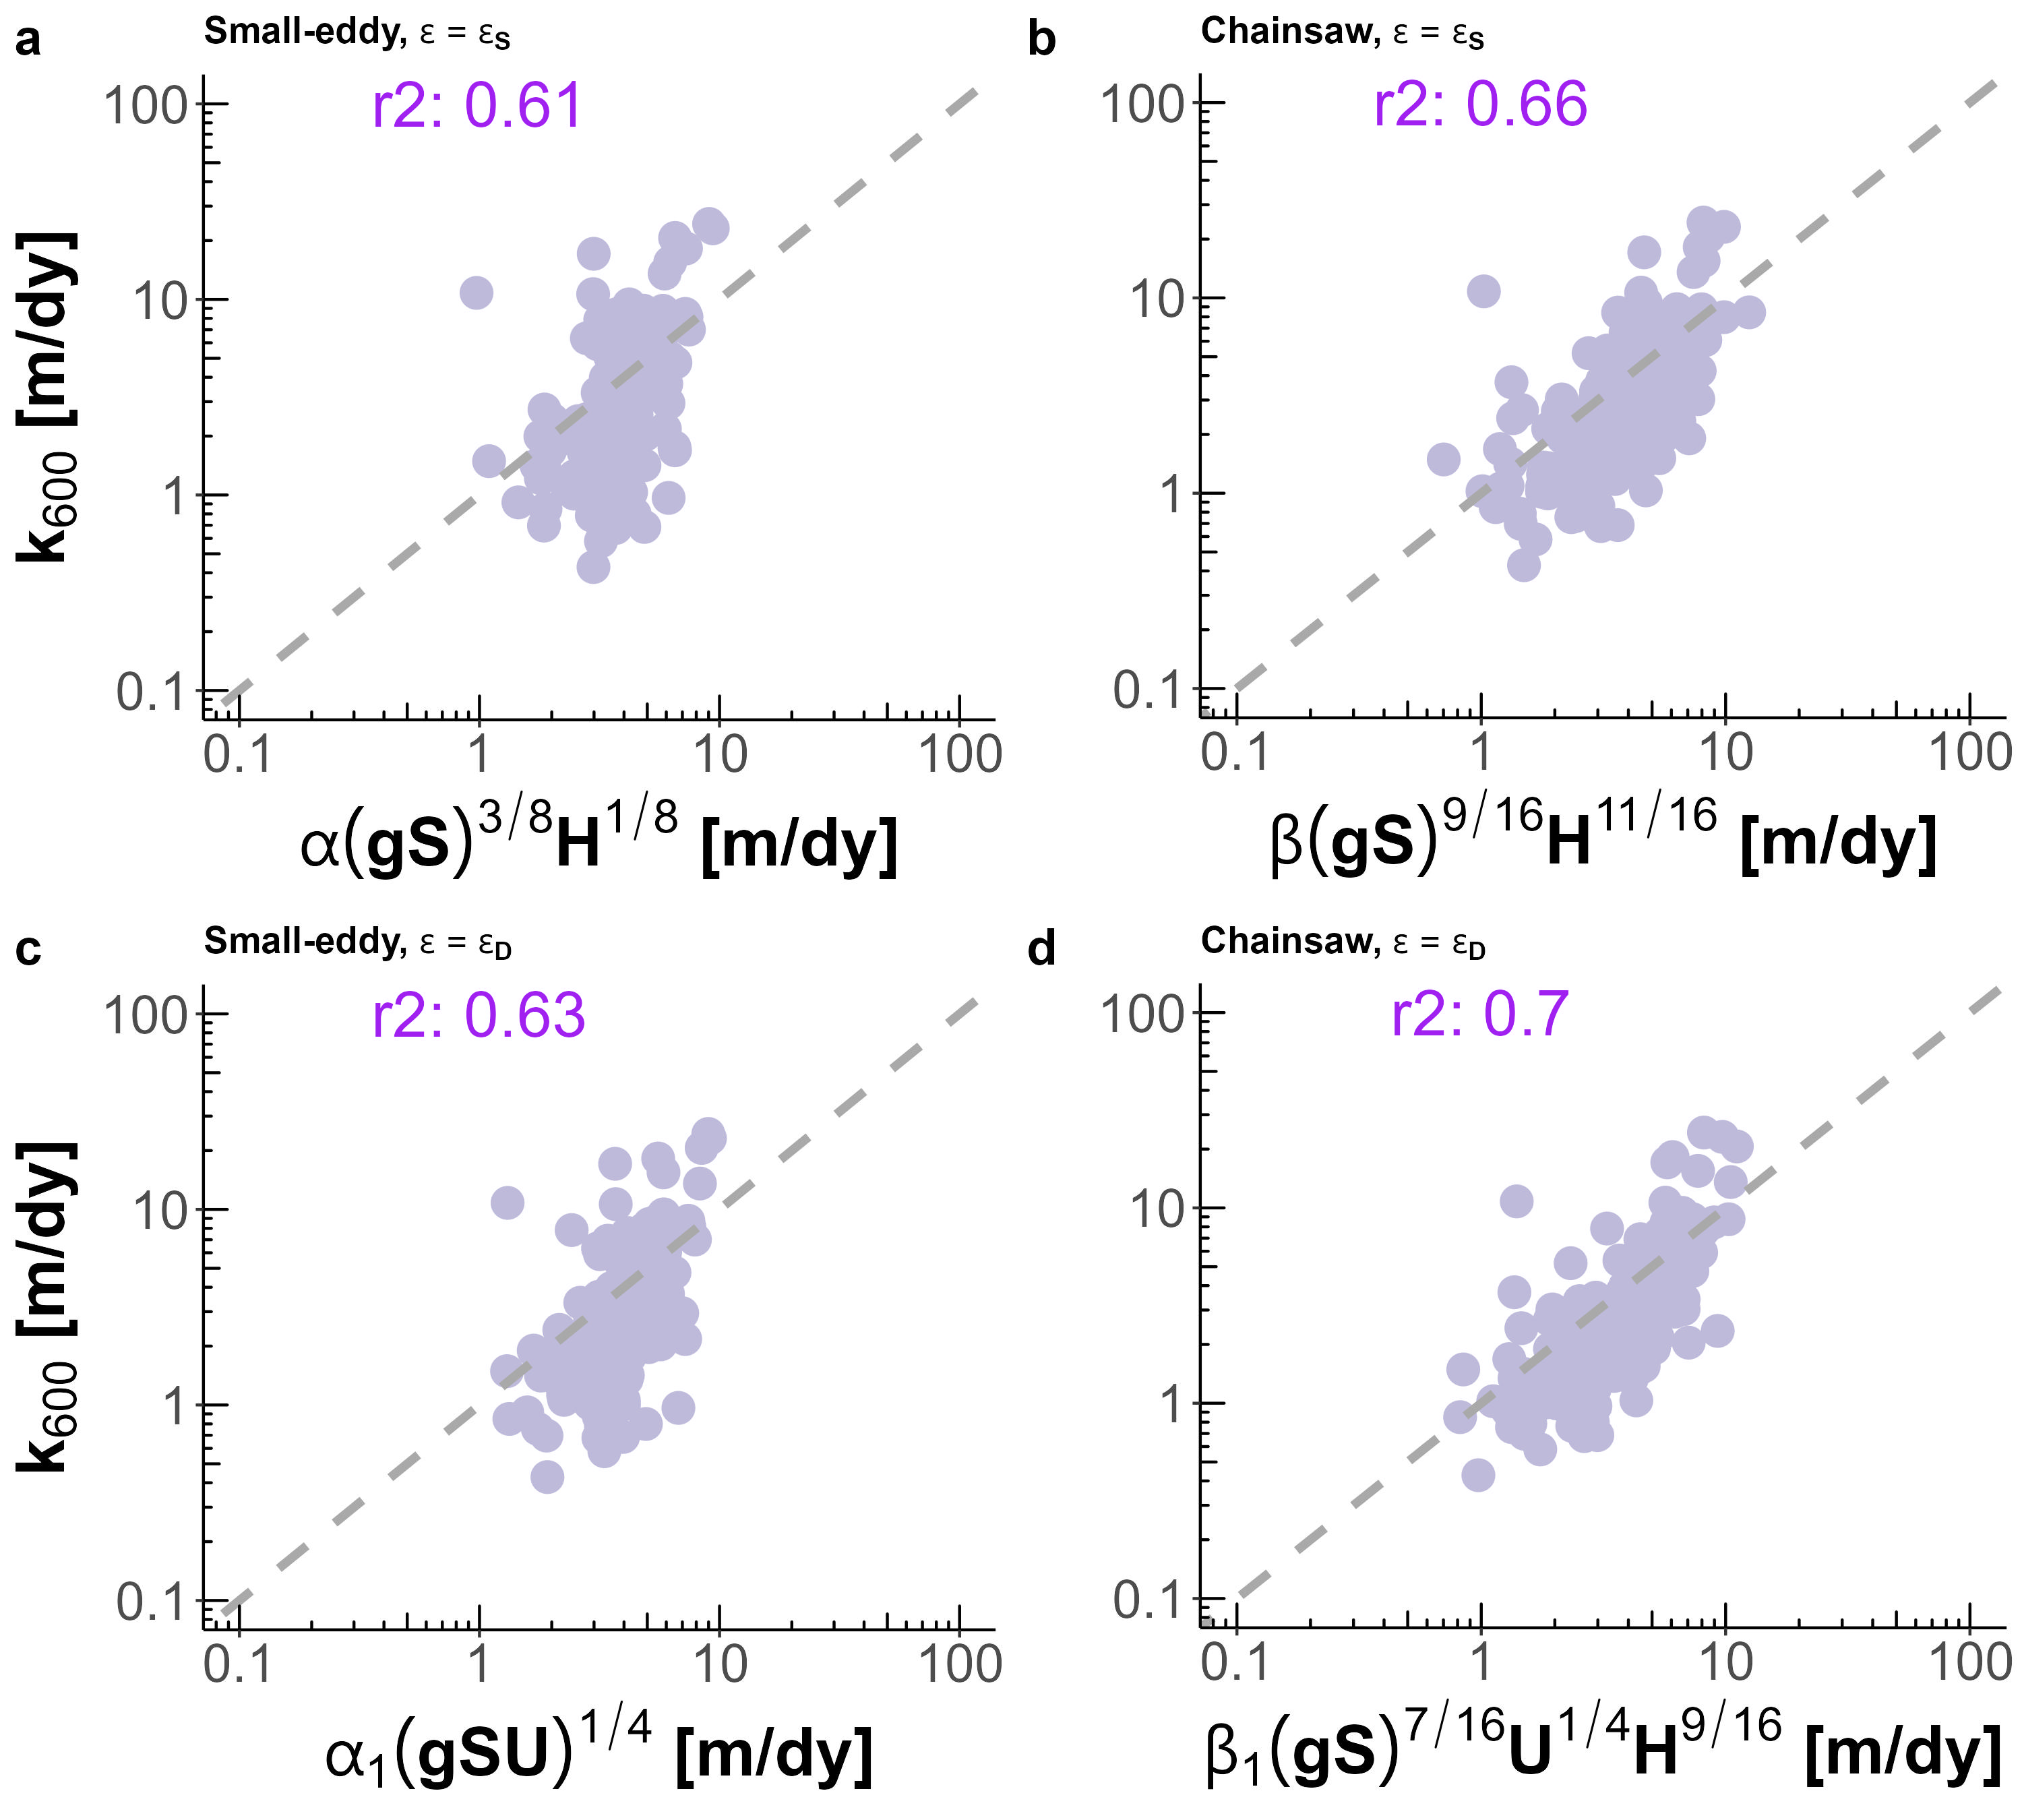 a
Small-eddy, ε = εS
r2: 0.61
k600 [m/dy]
100
10
1
0.1
0.1 1 10 100
α(gS)3/8H1/8 [m/dy]
b
Chainsaw, ε = εS
r2: 0.66
100
10
1
0.1
0.1 1 10 100
β(gS)9/16H11/16 [m/dy]
c
Small-eddy, ε = εD
r2: 0.63
k600 [m/dy]
100
10
1
0.1
0.1 1 10 100
α1(gSU)1/4 [m/dy]
d
Chainsaw, ε = εD
r2: 0.7
100
10
1
0.1
0.1 1 10 100
β1(gS)7/16U1/4H9/16 [m/dy]